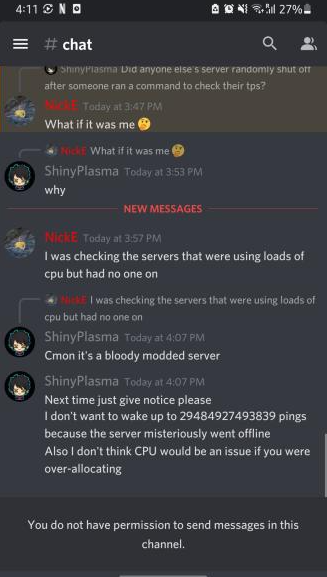 4:11 N 27%
# chat
ShinyPlasma Did anyone else's server randomly shut off
after someone ran a command to check their tps?
NickE Today at 3:47 PM
What if it was me 🤔
NickE What if it was me 🤔
ShinyPlasma Today at 3:53 PM
why
NEW MESSAGES
NickE Today at 3:57 PM
I was checking the servers that were using loads of
cpu but had no one on
NickE I was checking the servers that were using loads of
cpu but had no one on
ShinyPlasma Today at 4:07 PM
Cmon it's a bloody modded server
ShinyPlasma Today at 4:07 PM
Next time just give notice please
I don't want to wake up to 29484927493839 pings
because the server misteriously went offline
Also I don't think CPU would be an issue if you were
over-allocating
You do not have permission to send messages in this
channel.